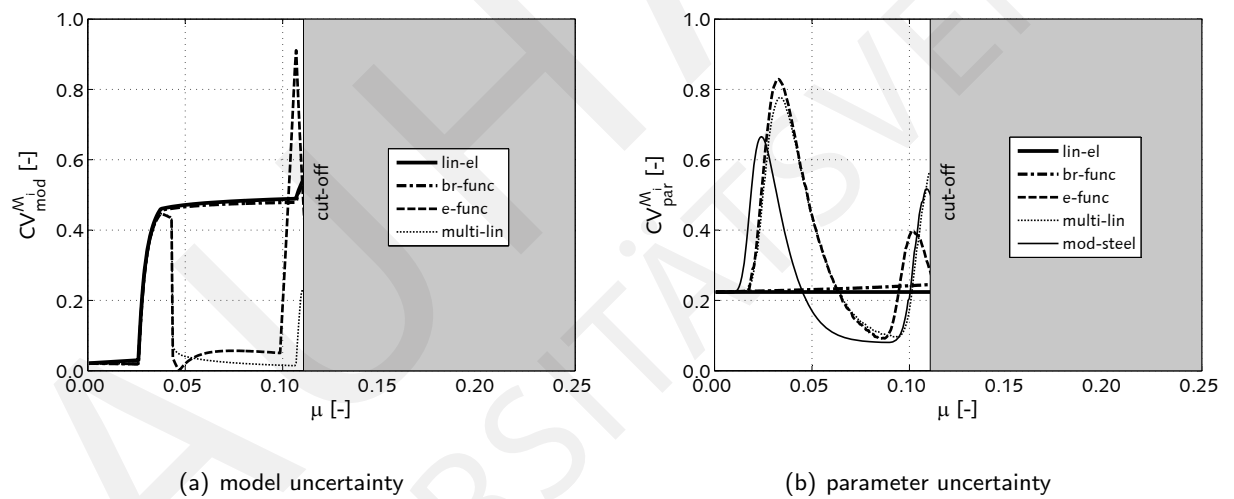 1.0
0.8
0.6
0.4
0.2
0.0
0.00
0.05
0.10
0.15
0.20
0.25
CV^{M_i}_{mod} [-]
μ [-]
cut-off
lin-el
br-func
e-func
multi-lin
(a) model uncertainty
1.0
0.8
0.6
0.4
0.2
0.0
0.00
0.05
0.10
0.15
0.20
0.25
CV^{M_i}_{par} [-]
μ [-]
cut-off
lin-el
br-func
e-func
multi-lin
mod-steel
(b) parameter uncertainty